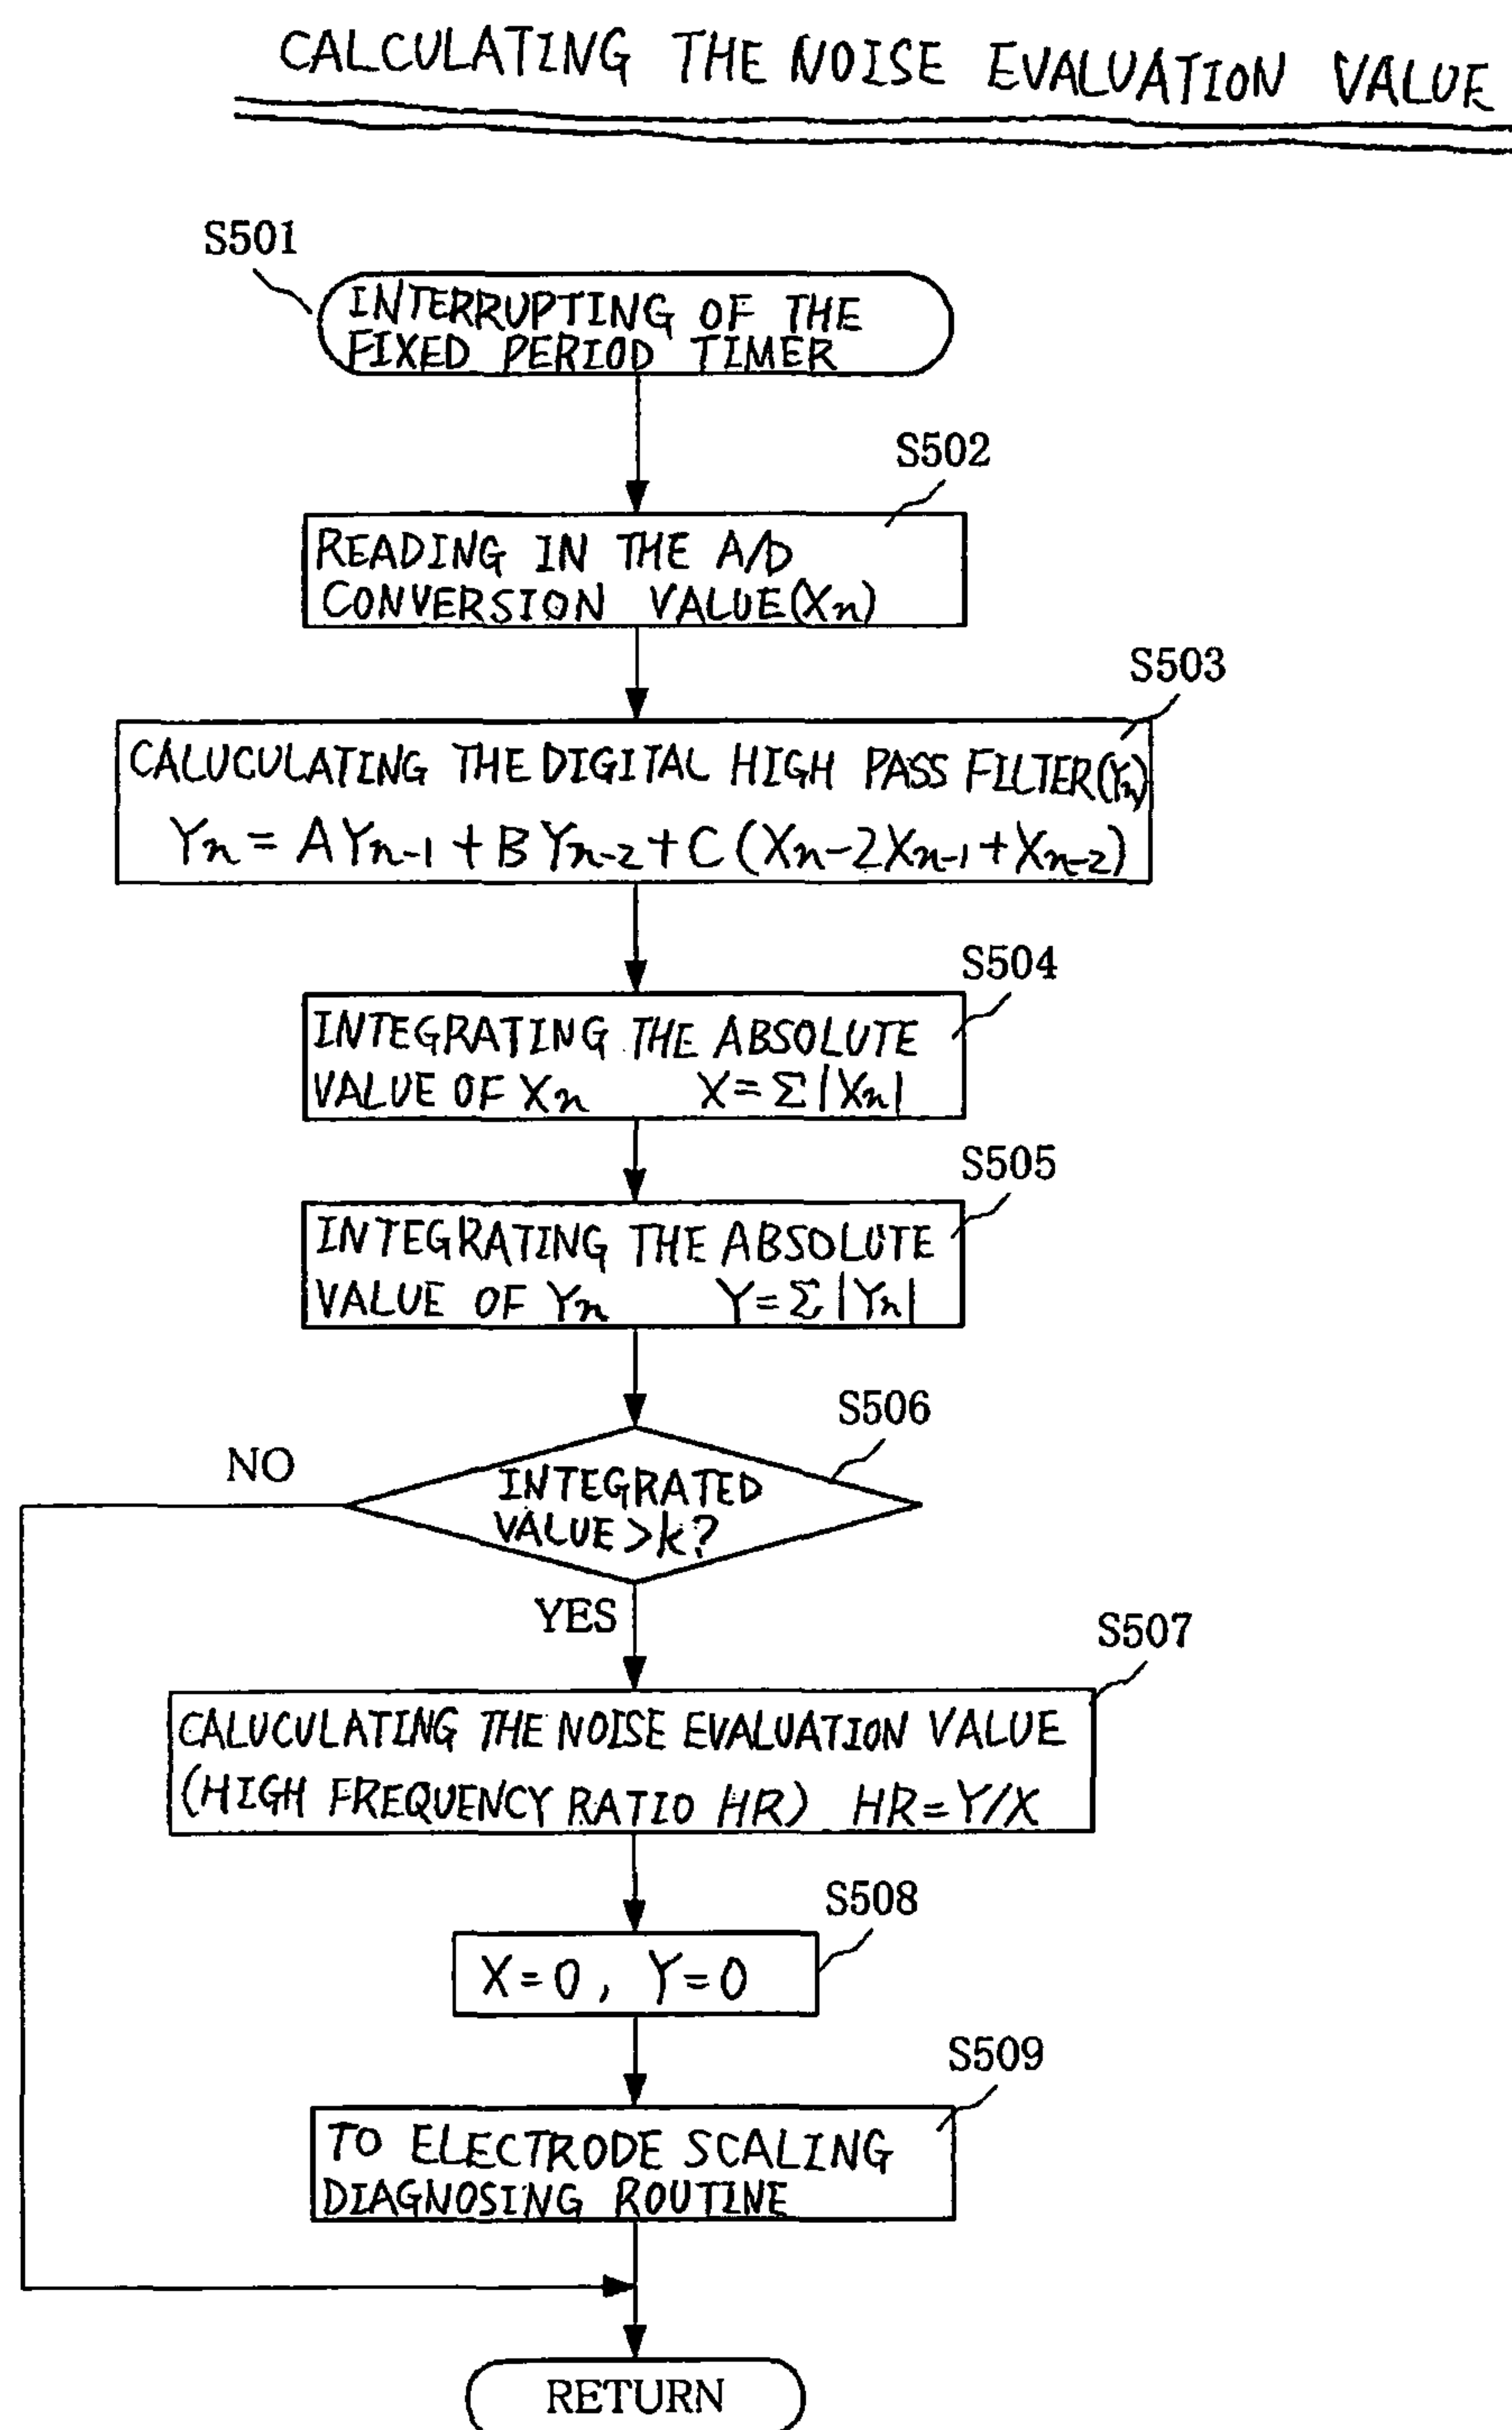 CALCULATING THE NOISE EVALUATION VALUE
S501
INTERRUPTING OF THE
FIXED PERIOD TIMER
S502
READING IN THE A/D
CONVERSION VALUE(Xn)
S503
CALUCULATING THE DIGITAL HIGH PASS FILTER(Yn)
Yn = AYn-1 + BYn-2 + C(Xn-2Xn-1+Xn-2)
S504
INTEGRATING THE ABSOLUTE
VALUE OF Xn X=Σ|Xn|
S505
INTEGRATING THE ABSOLUTE
VALUE OF Yn Y=Σ|Yn|
S506
NO
INTEGRATED
VALUE>k?
YES
S507
CALUCULATING THE NOISE EVALUATION VALUE
(HIGH FREQUENCY RATIO HR) HR=Y/X
S508
X=0, Y=0
S509
TO ELECTRODE SCALING
DIAGNOSING ROUTINE
RETURN